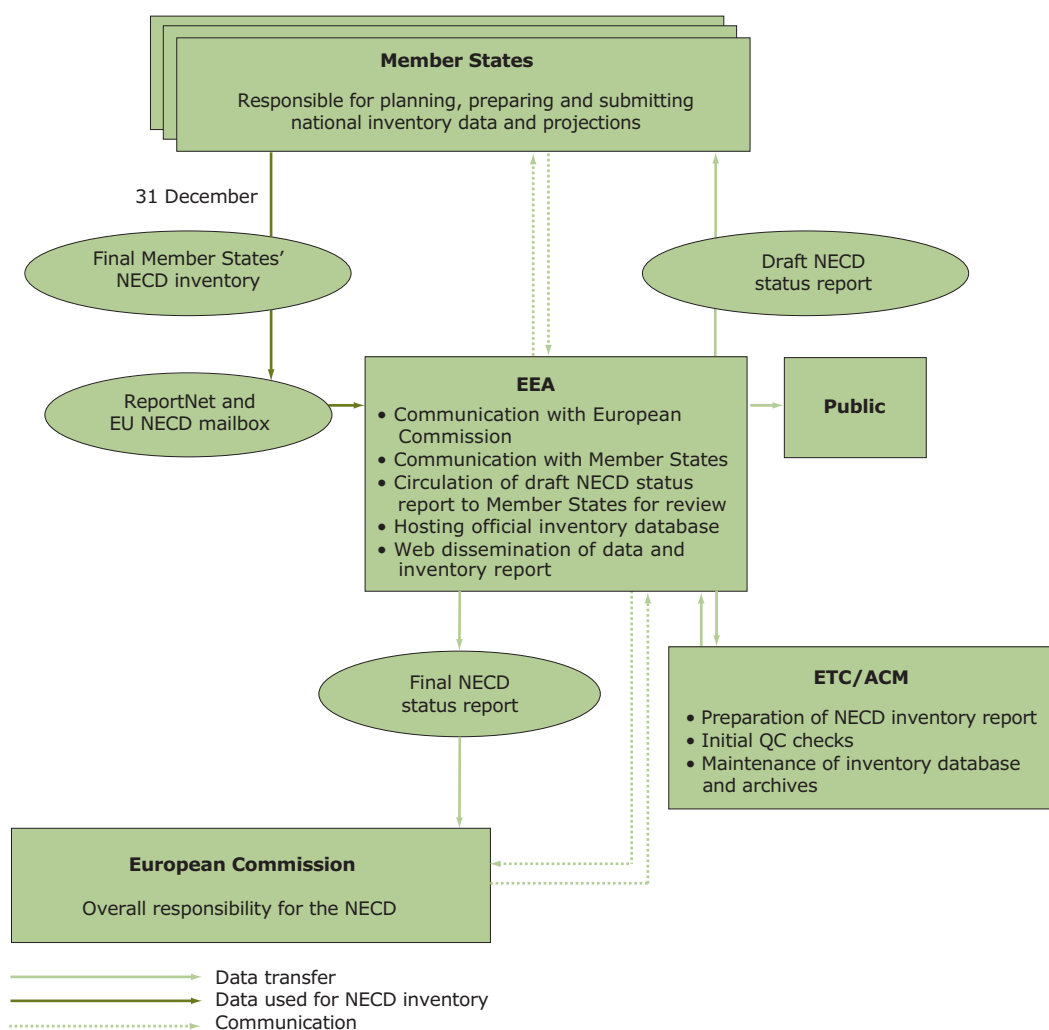 Member States
Responsible for planning, preparing and submitting
national inventory data and projections
31 December
Final Member States’
NECD inventory
Draft NECD
status report
ReportNet and
EU NECD mailbox
EEA
• Communication with European
Commission
• Communication with Member States
• Circulation of draft NECD status
report to Member States for review
• Hosting official inventory database
• Web dissemination of data and
inventory report
Public
Final NECD
status report
ETC/ACM
• Preparation of NECD inventory report
• Initial QC checks
• Maintenance of inventory database
and archives
European Commission
Overall responsibility for the NECD
Data transfer
Data used for NECD inventory
Communication